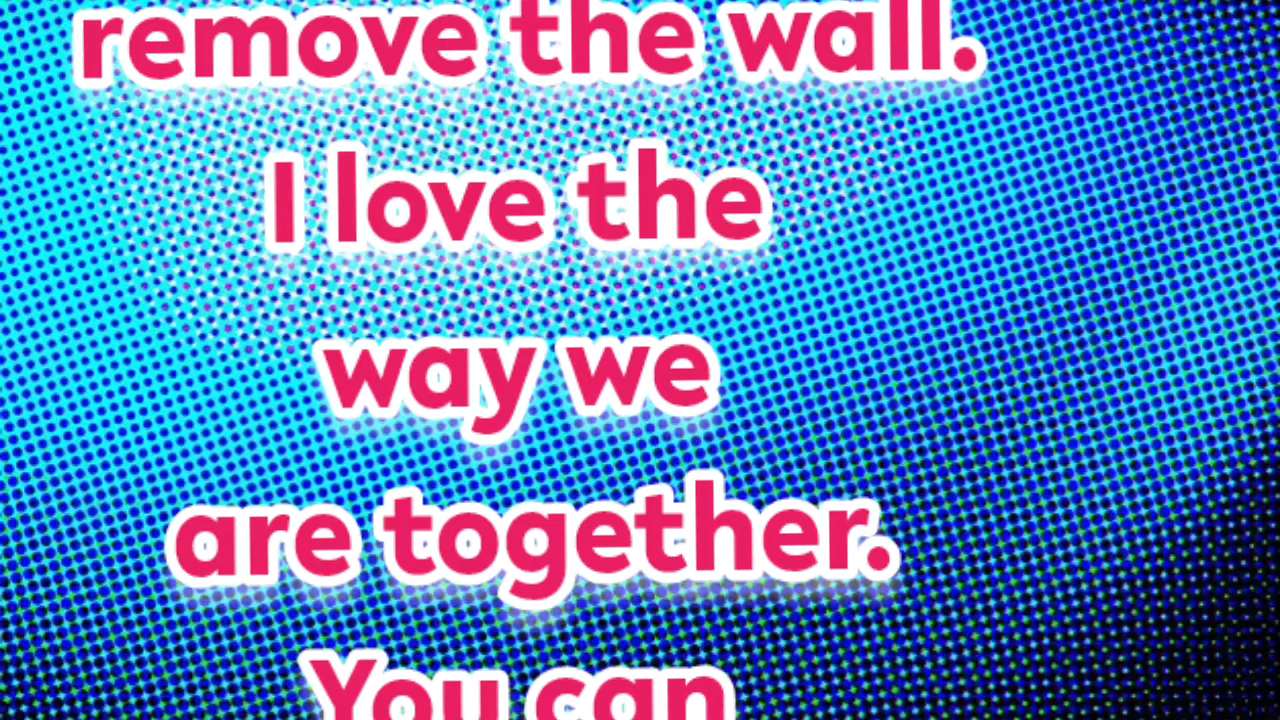 remove the wall.
I love the
way we
are together.
You can